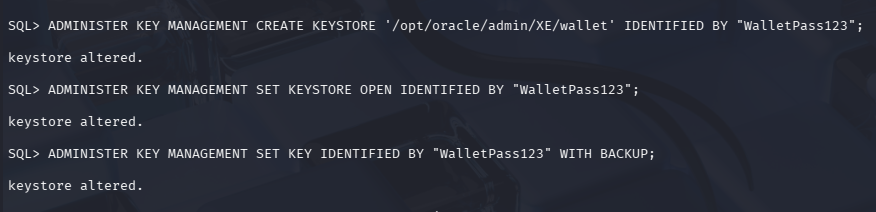 SQL> ADMINISTER KEY MANAGEMENT CREATE KEYSTORE '/opt/oracle/admin/XE/wallet' IDENTIFIED BY "WalletPass123";
keystore altered.
SQL> ADMINISTER KEY MANAGEMENT SET KEYSTORE OPEN IDENTIFIED BY "WalletPass123";
keystore altered.
SQL> ADMINISTER KEY MANAGEMENT SET KEY IDENTIFIED BY "WalletPass123" WITH BACKUP;
keystore altered.